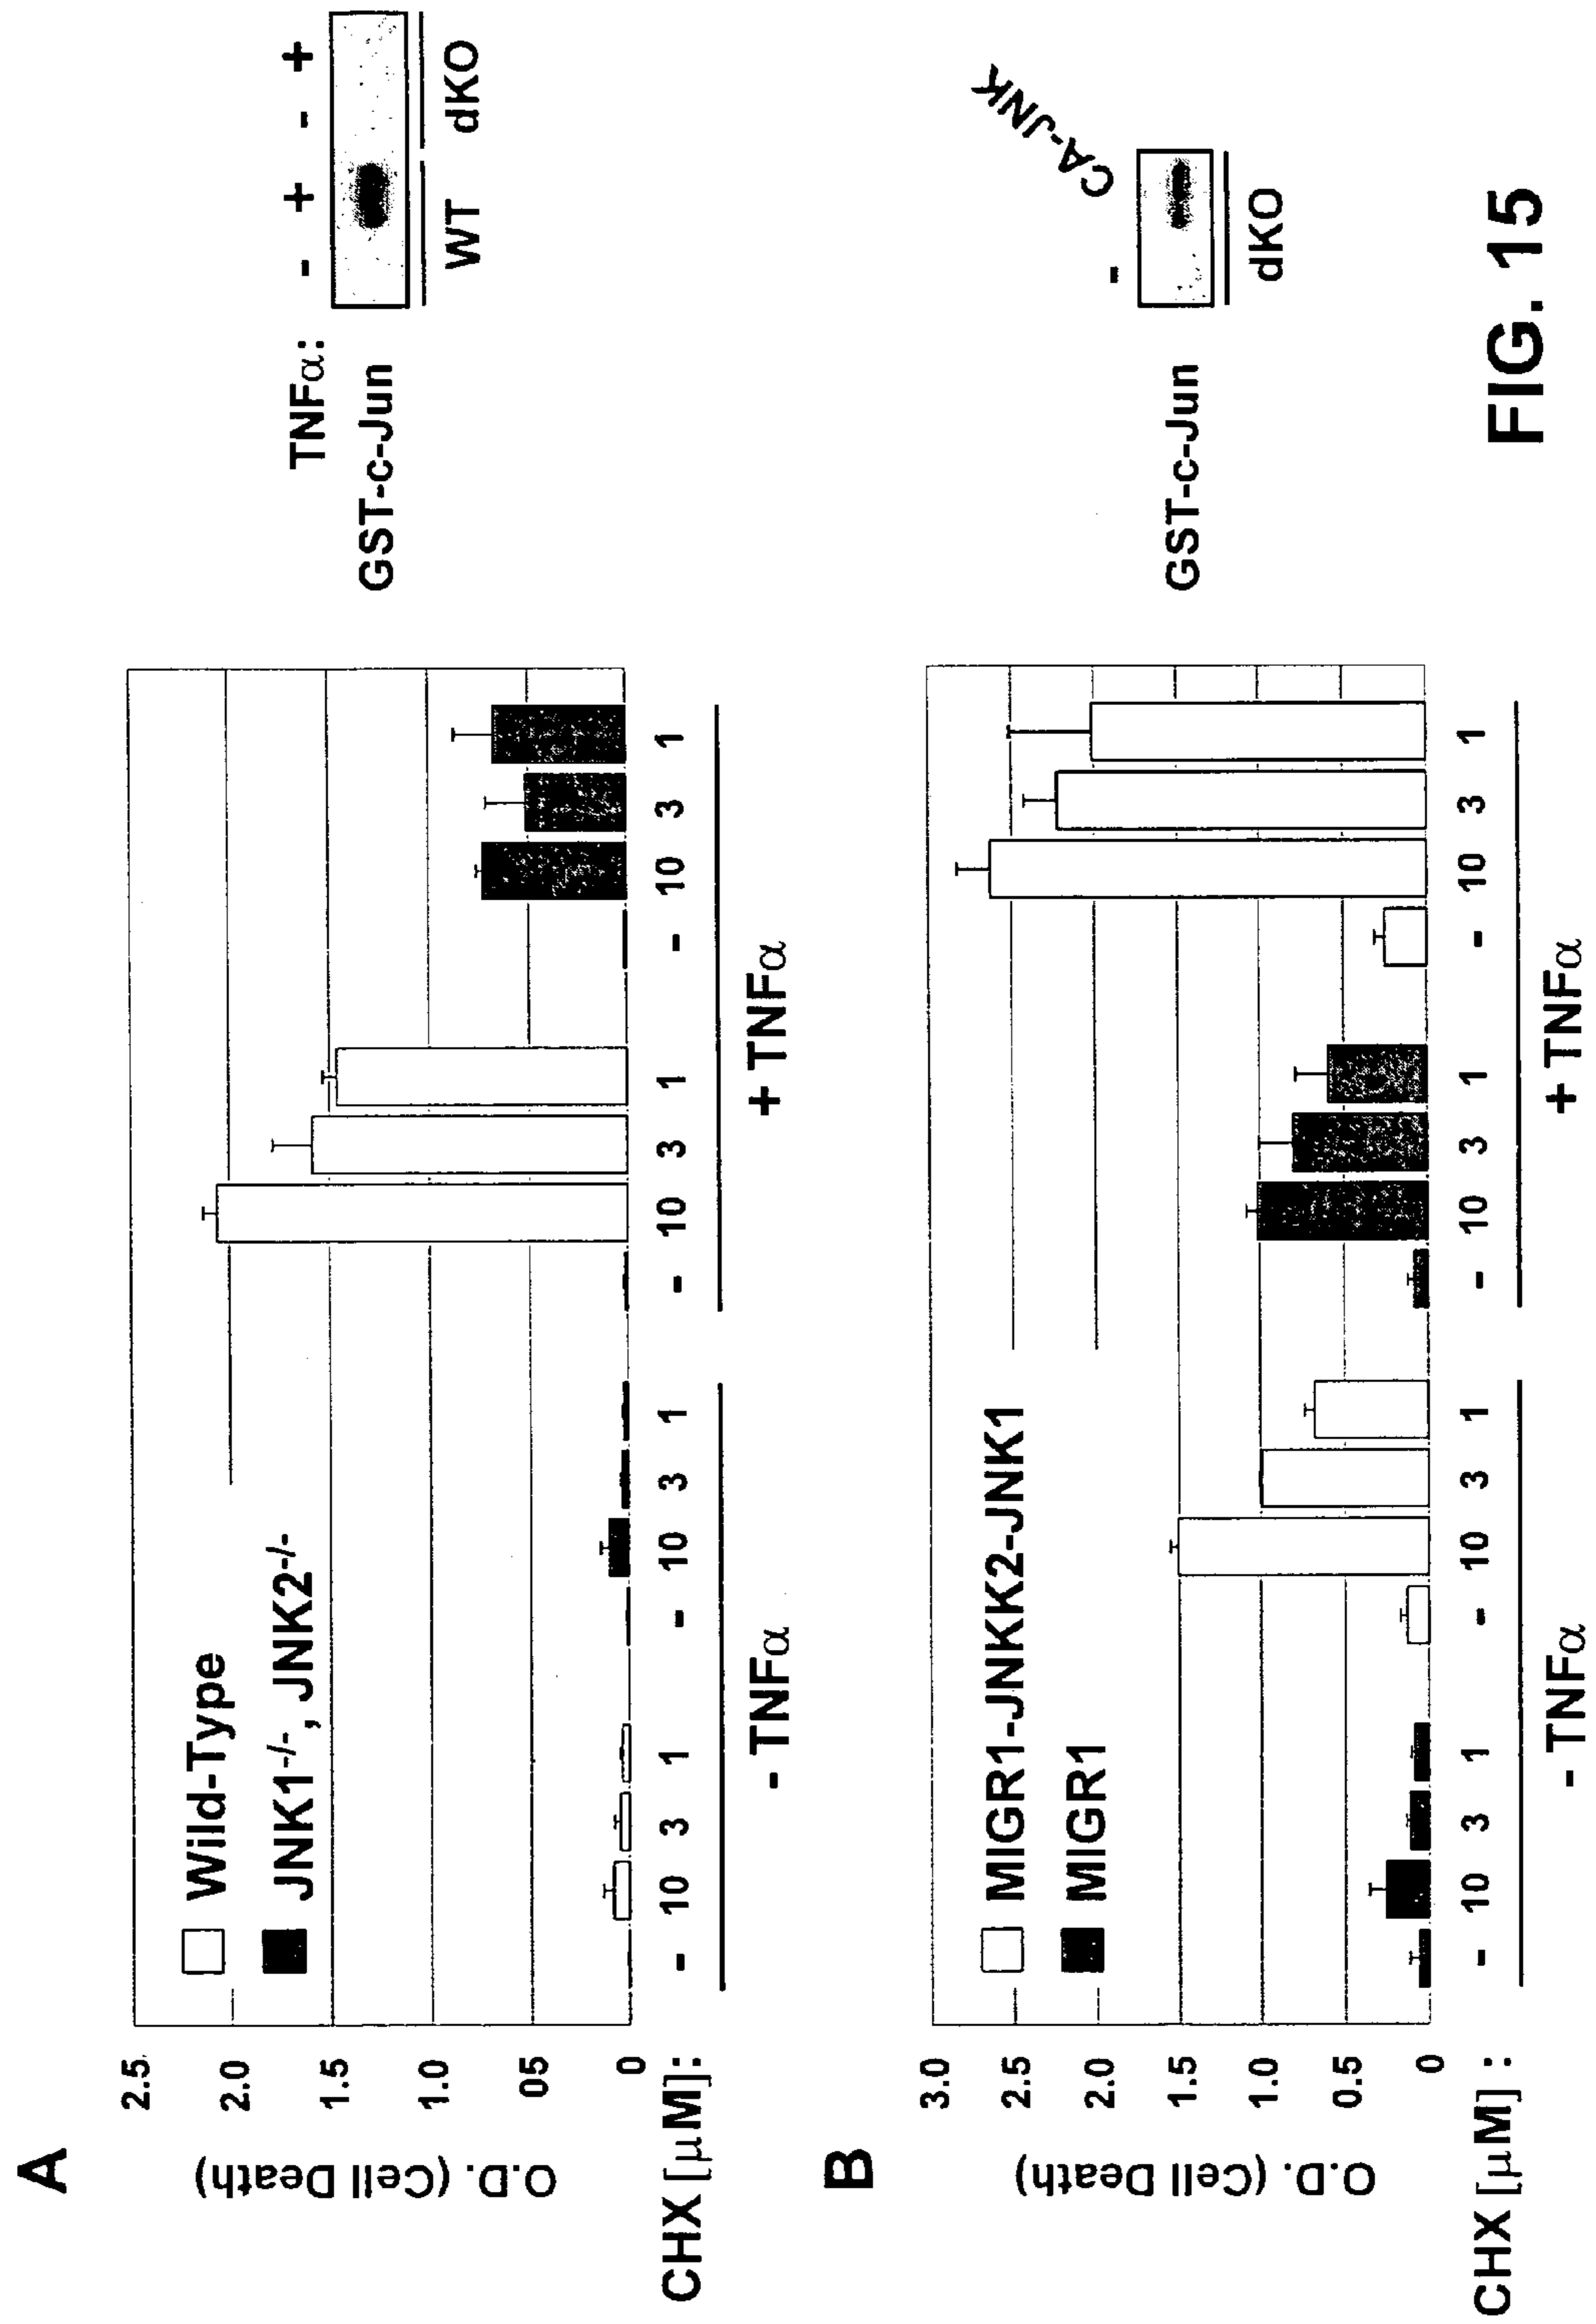 A
O.D. (Cell Death)
2.5
2.0
1.5
1.0
05
0
Wild-Type
JNK1-/-, JNK2-/-
CHX [μM]: - 10 3 1 - 10 3 1 - 10 3 1 - 10 3 1
- TNFα + TNFα
TNFα: - + - +
GST-c-Jun
WT dKO
B
O.D. (Cell Death)
3.0
2.5
2.0
1.5
1.0
0.5
0
MIGR1-JNKK2-JNK1
MIGR1
CHX [μM] : - 10 3 1 - 10 3 1 - 10 3 1 - 10 3 1
- TNFα + TNFα
- CA-JNK
GST-c-Jun
dKO
FIG. 15